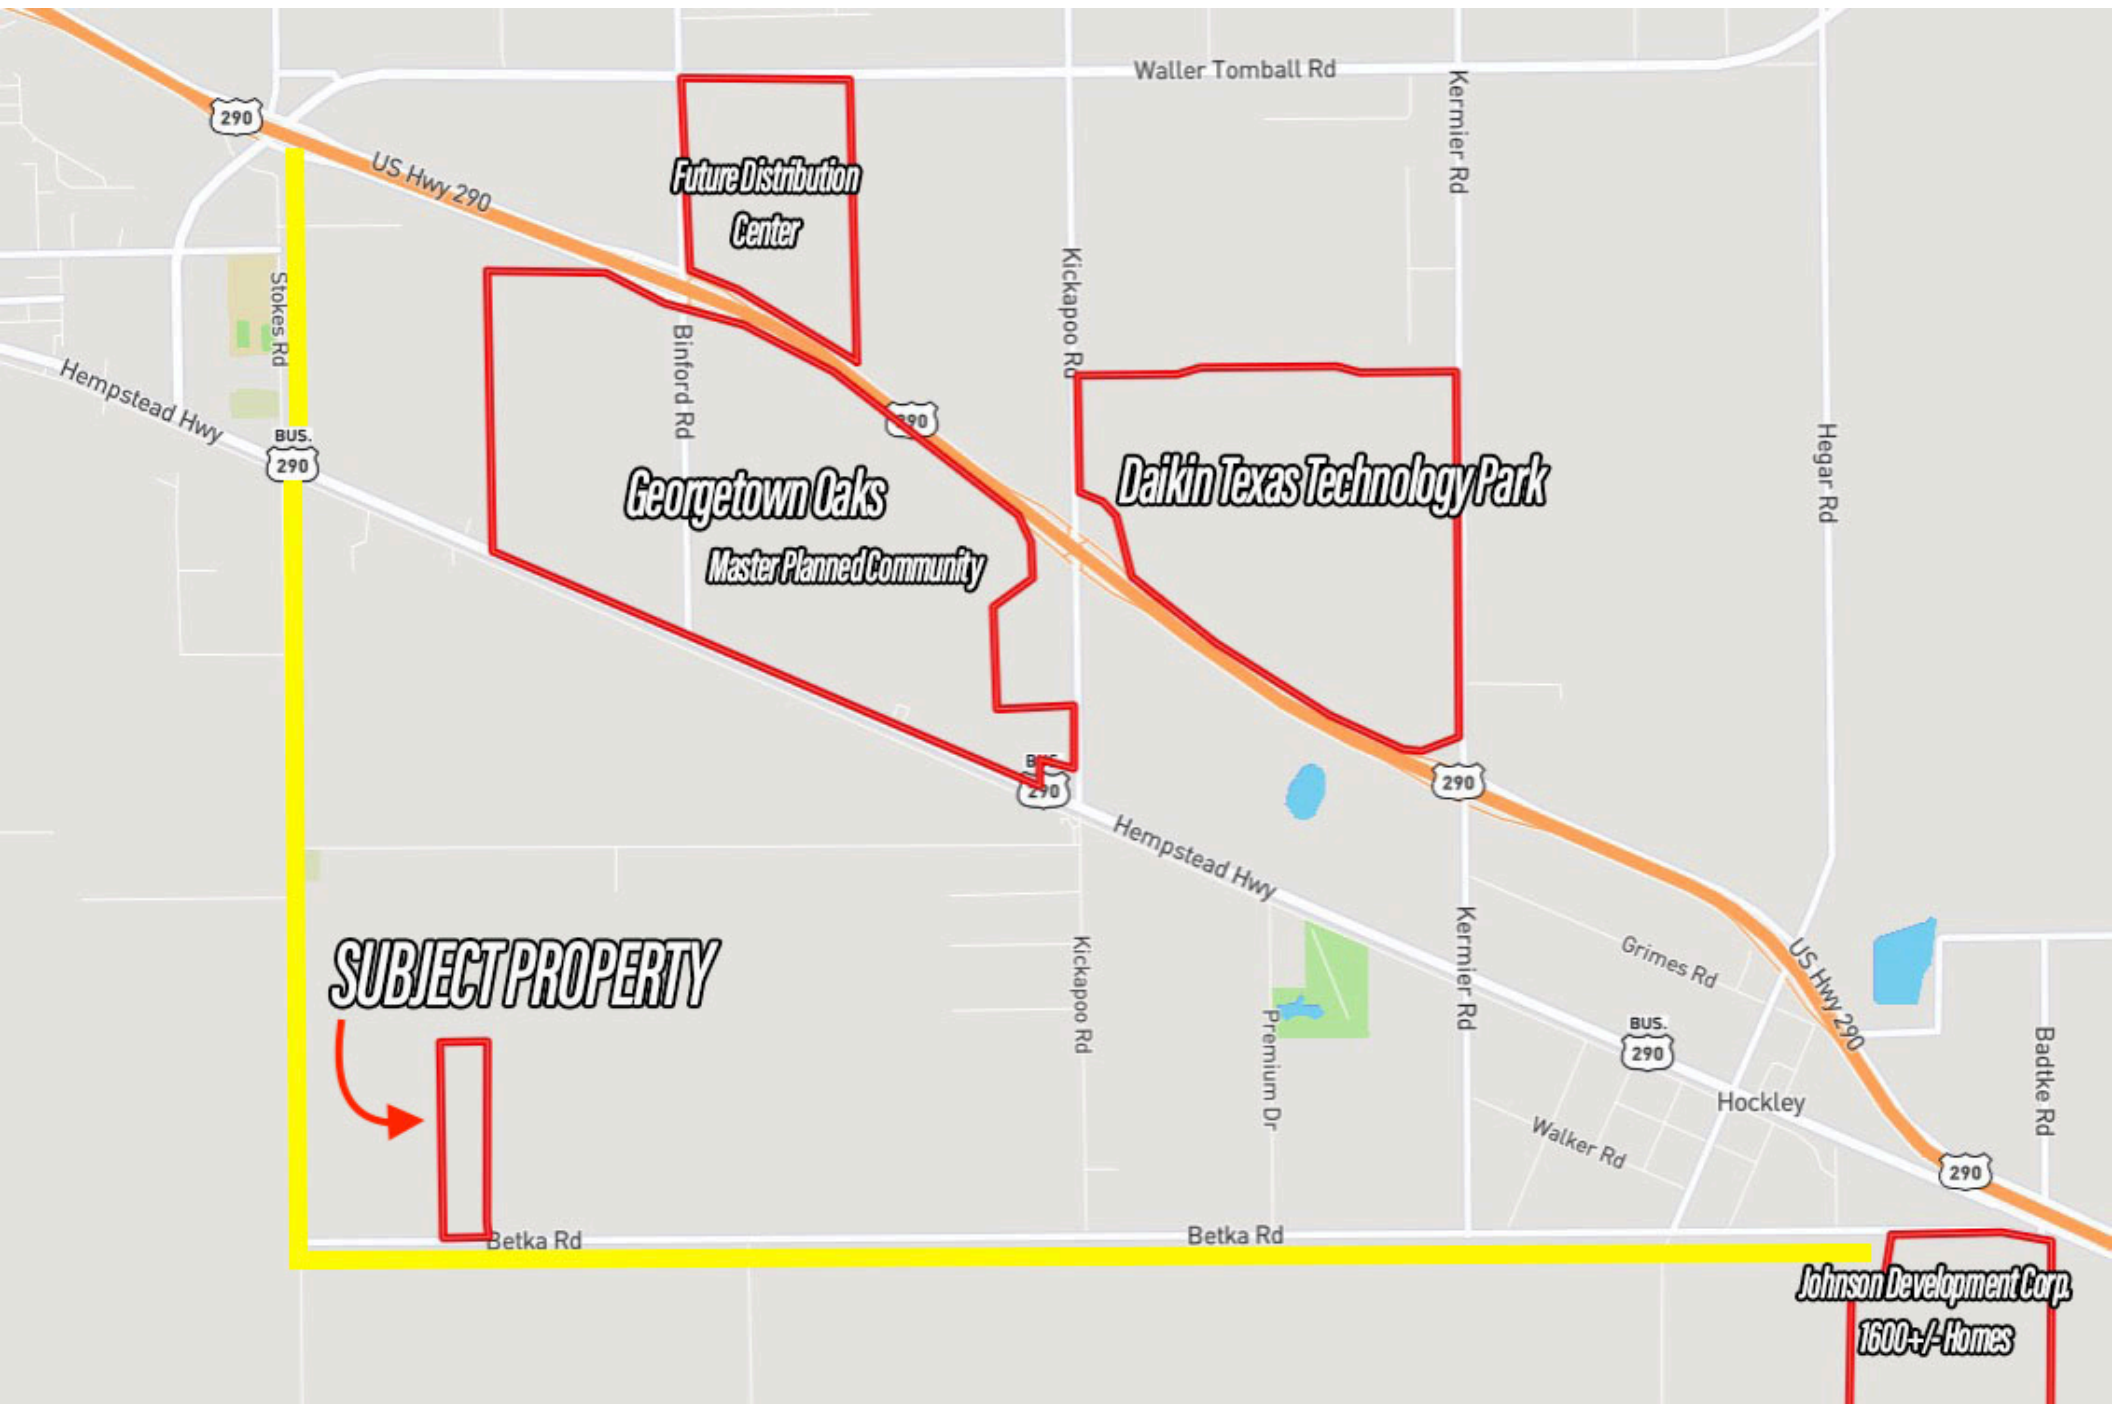 Waller Tomball Rd
290
US Hwy 290
Kermier Rd
Future Distribution
Center
Stokes Rd
Kickapoo Rd
Binford Rd
Hempstead Hwy
290
BUS.
290
Hegar Rd
Georgetown Oaks
Master Planned Community
Daikin Texas Technology Park
BUS.
290
290
Hempstead Hwy
SUBJECT PROPERTY
Kickapoo Rd
Kermier Rd
Grimes Rd
US Hwy 290
Premium Dr
BUS.
290
Badtke Rd
Hockley
Walker Rd
290
Betka Rd
Betka Rd
Johnson Development Corp.
1600+/- Homes